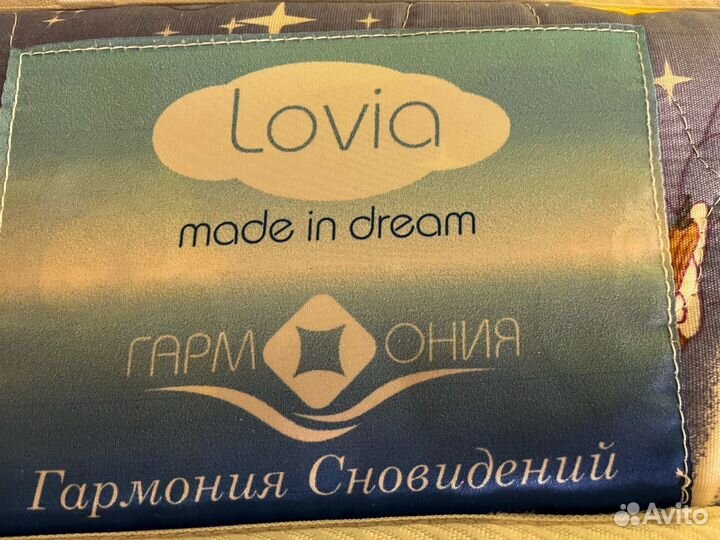 Lovia
made in dream
ГАРМ ОНИЯ
Гармония Сновидений
Avito